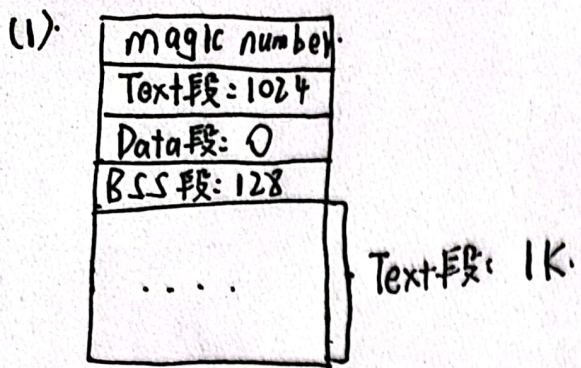 (1).
magic number.
Text段:1024
Data段:0
BSS段:128
....
Text段:1K.